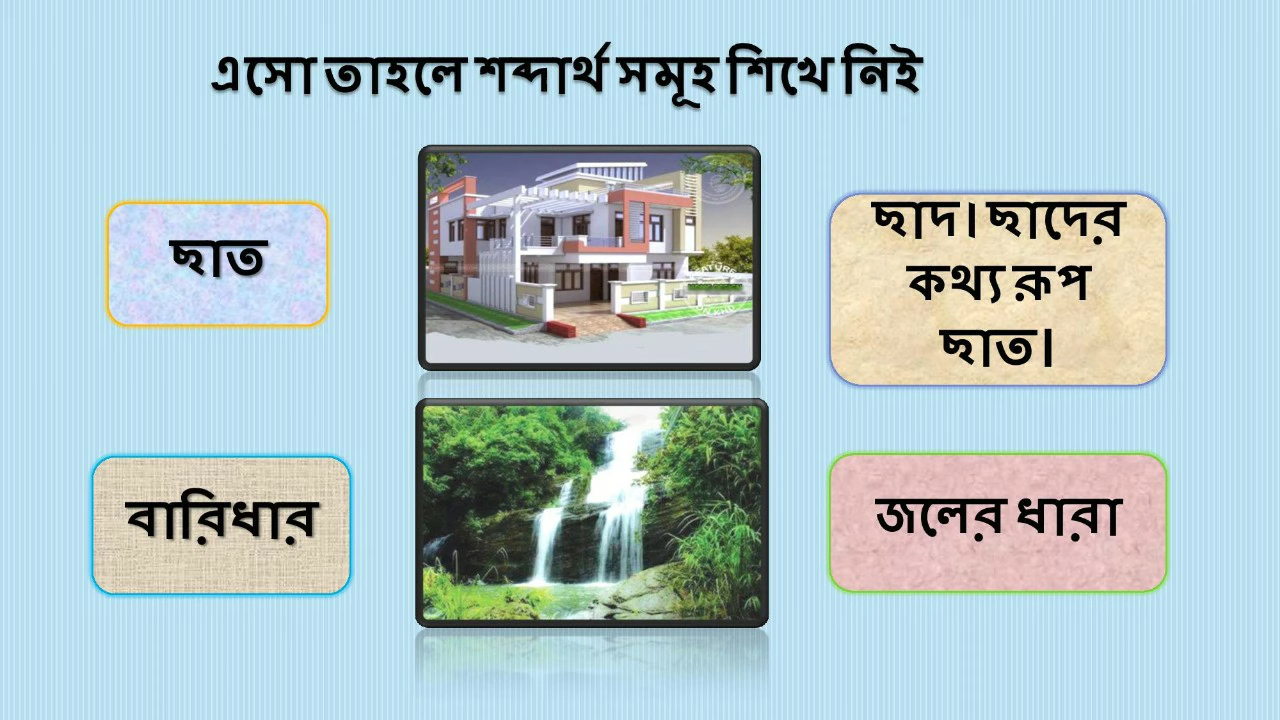 এসো তাহলে শব্দার্থ সমূহ শিখে নিই
ছাত
ছাদ। ছাদের
কথ্য রূপ
ছাত।
বারিধার
জলের ধারা